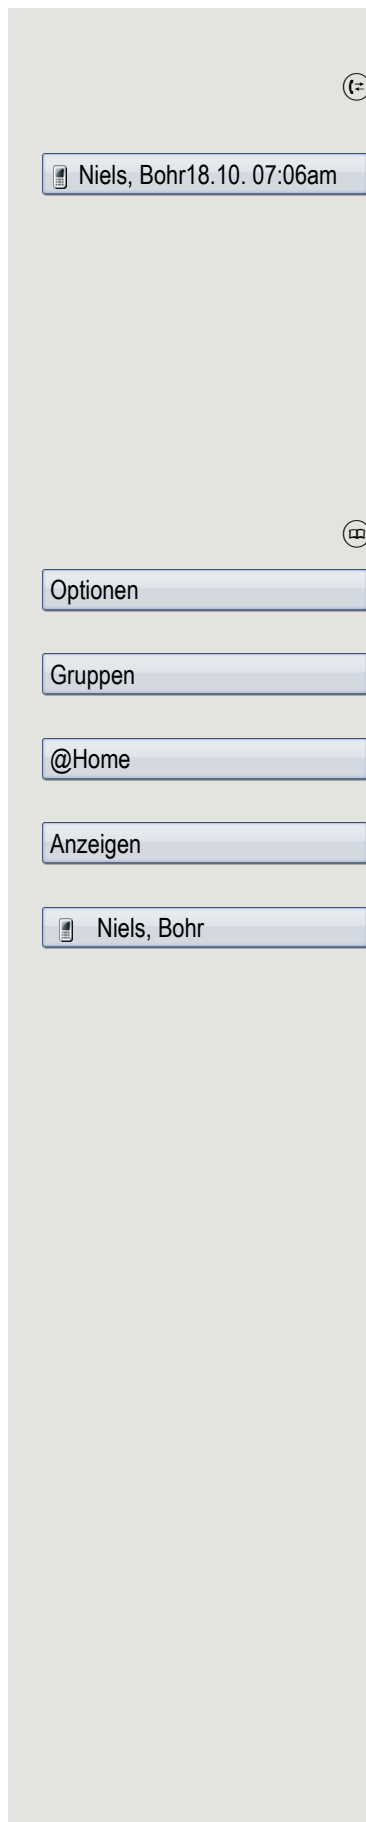 Niels, Bohr18.10. 07:06am
Optionen
Gruppen
@Home
Anzeigen
Niels, Bohr